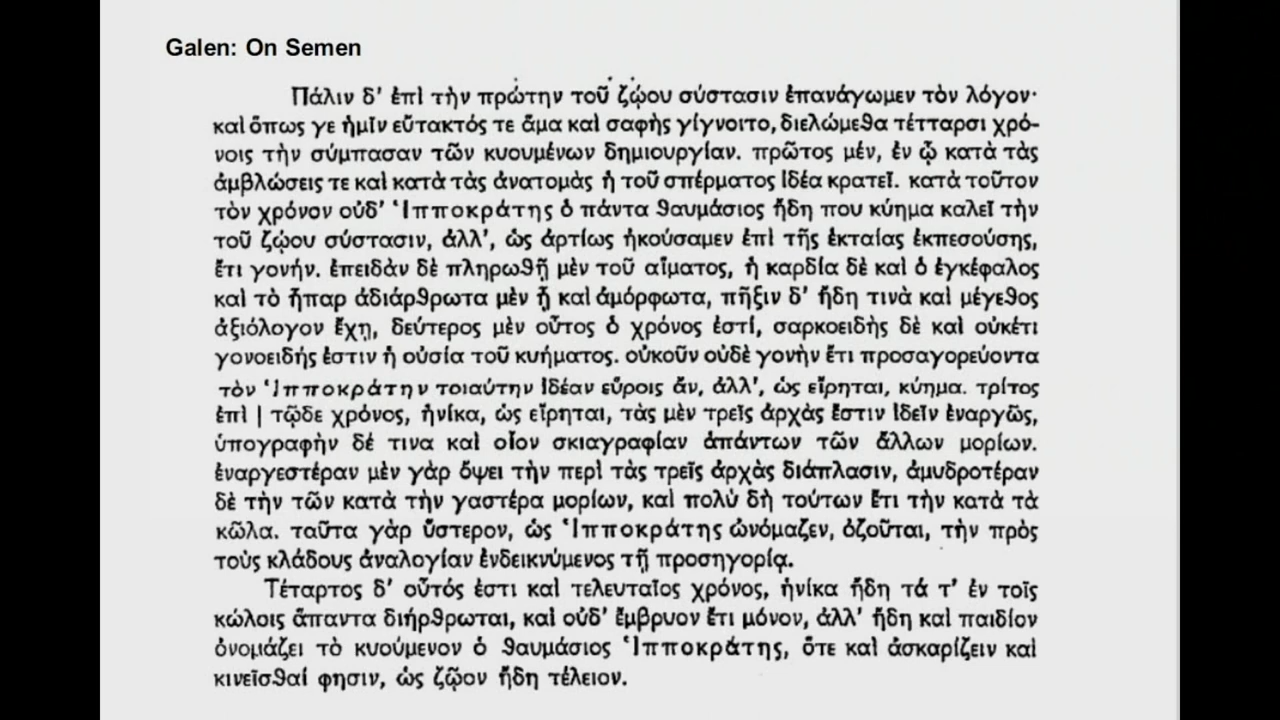 Galen: On Semen
Πάλιν δ' ἐπὶ τὴν πρώτην τοῦ ζῴου σύστασιν ἐπανάγωμεν τὸν λόγον·
καὶ ὅπως γε ἡμῖν εὔτακτός τε ἅμα καὶ σαφὴς γίγνοιτο, διελώμεθα τέτταρσι χρό-
νοις τὴν σύμπασαν τῶν κυουμένων δημιουργίαν. πρῶτος μέν, ἐν ᾧ κατὰ τὰς
ἀμβλώσεις τε καὶ κατὰ τὰς ἀνατομὰς ἡ τοῦ σπέρματος ἰδέα κρατεῖ. κατὰ τοῦτον
τὸν χρόνον οὐδ' Ἱπποκράτης ὁ πάντα θαυμάσιος ἤδη που κύημα καλεῖ τὴν
τοῦ ζῴου σύστασιν, ἀλλ', ὡς ἀρτίως ἠκούσαμεν ἐπὶ τῆς ἑκταίας ἐκπεσούσης,
ἔτι γονήν. ἐπειδὰν δὲ πληρωθῇ μὲν τοῦ αἵματος, ἡ καρδία δὲ καὶ ὁ ἐγκέφαλος
καὶ τὸ ἧπαρ ἀδιάρθρωτα μὲν ᾖ καὶ ἀμόρφωτα, πῆξιν δ' ἤδη τινὰ καὶ μέγεθος
ἀξιόλογον ἔχῃ, δεύτερος μὲν οὗτος ὁ χρόνος ἐστί, σαρκοειδὴς δὲ καὶ οὐκέτι
γονοειδής ἐστιν ἡ οὐσία τοῦ κυήματος. οὐκοῦν οὐδὲ γονὴν ἔτι προσαγορεύοντα
τὸν Ἱπποκράτην τοιαύτην ἰδέαν εὕροις ἄν, ἀλλ', ὡς εἴρηται, κύημα. τρίτος
ἐπὶ | τῷδε χρόνος, ἡνίκα, ὡς εἴρηται, τὰς μὲν τρεῖς ἀρχὰς ἔστιν ἰδεῖν ἐναργῶς,
ὑπογραφὴν δέ τινα καὶ οἷον σκιαγραφίαν ἁπάντων τῶν ἄλλων μορίων.
ἐναργεστέραν μὲν γὰρ ὄψει τὴν περὶ τὰς τρεῖς ἀρχὰς διάπλασιν, ἀμυδροτέραν
δὲ τὴν τῶν κατὰ τὴν γαστέρα μορίων, καὶ πολὺ δὴ τούτων ἔτι τὴν κατὰ τὰ
κῶλα. ταῦτα γὰρ ὕστερον, ὡς Ἱπποκράτης ὠνόμαζεν, ὀζοῦται, τὴν πρὸς
τοὺς κλάδους ἀναλογίαν ἐνδεικνύμενος τῇ προσηγορίᾳ.
Τέταρτος δ' οὗτός ἐστι καὶ τελευταῖος χρόνος, ἡνίκα ἤδη τά τ' ἐν τοῖς
κώλοις ἅπαντα διήρθρωται, καὶ οὐδ' ἔμβρυον ἔτι μόνον, ἀλλ' ἤδη καὶ παιδίον
ὀνομάζει τὸ κυούμενον ὁ θαυμάσιος Ἱπποκράτης, ὅτε καὶ ἀσκαρίζειν καὶ
κινεῖσθαί φησιν, ὡς ζῷον ἤδη τέλειον.